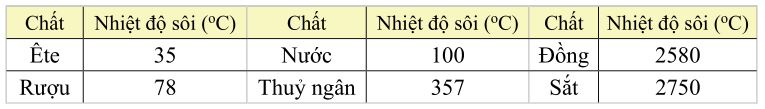 Chất Nhiệt độ sôi (ºC) Chất Nhiệt độ sôi (ºC) Chất Nhiệt độ sôi (ºC)
Ête 35 Nước 100 Đồng 2580
Rượu 78 Thuỷ ngân 357 Sắt 2750